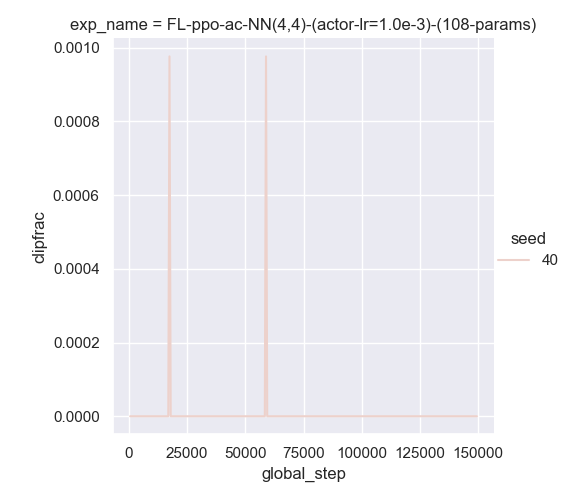 exp_name = FL-ppo-ac-NN(4,4)-(actor-lr=1.0e-3)-(108-params)
0.0010
0.0008
0.0006
0.0004
0.0002
0.0000
clipfrac
0 25000 50000 75000 100000 125000 150000
global_step
seed
40